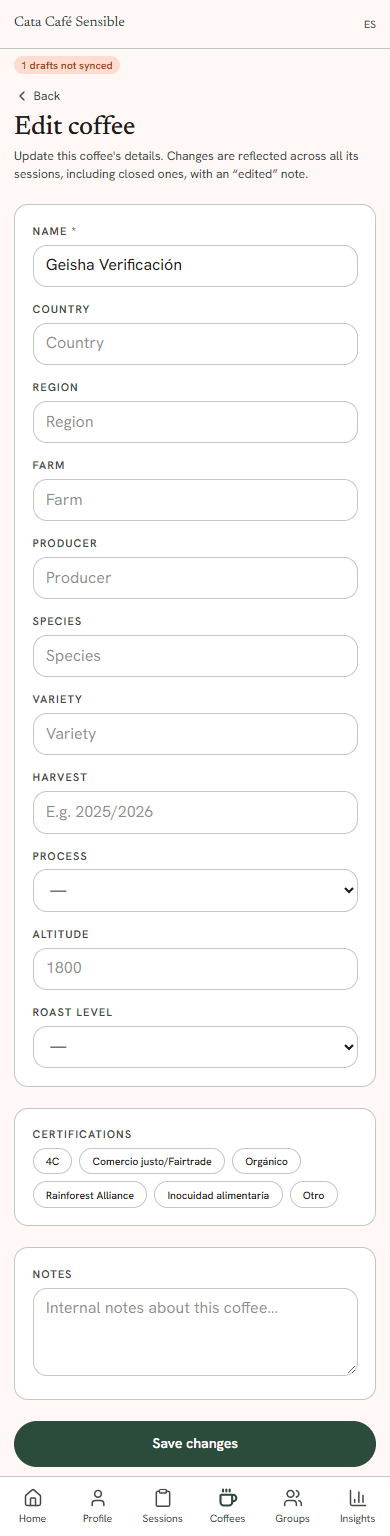 Cata Café Sensible
ES
1 drafts not synced
Back
Edit coffee
Update this coffee's details. Changes are reflected across all its
sessions, including closed ones, with an “edited” note.
NAME *
Geisha Verificación
COUNTRY
Country
REGION
Region
FARM
Farm
PRODUCER
Producer
SPECIES
Species
VARIETY
Variety
HARVEST
E.g. 2025/2026
PROCESS
—
ALTITUDE
1800
ROAST LEVEL
—
CERTIFICATIONS
4C Comercio justo/Fairtrade Orgánico
Rainforest Alliance Inocuidad alimentaria Otro
NOTES
Internal notes about this coffee…
Save changes
Home Profile Sessions Coffees Groups Insights